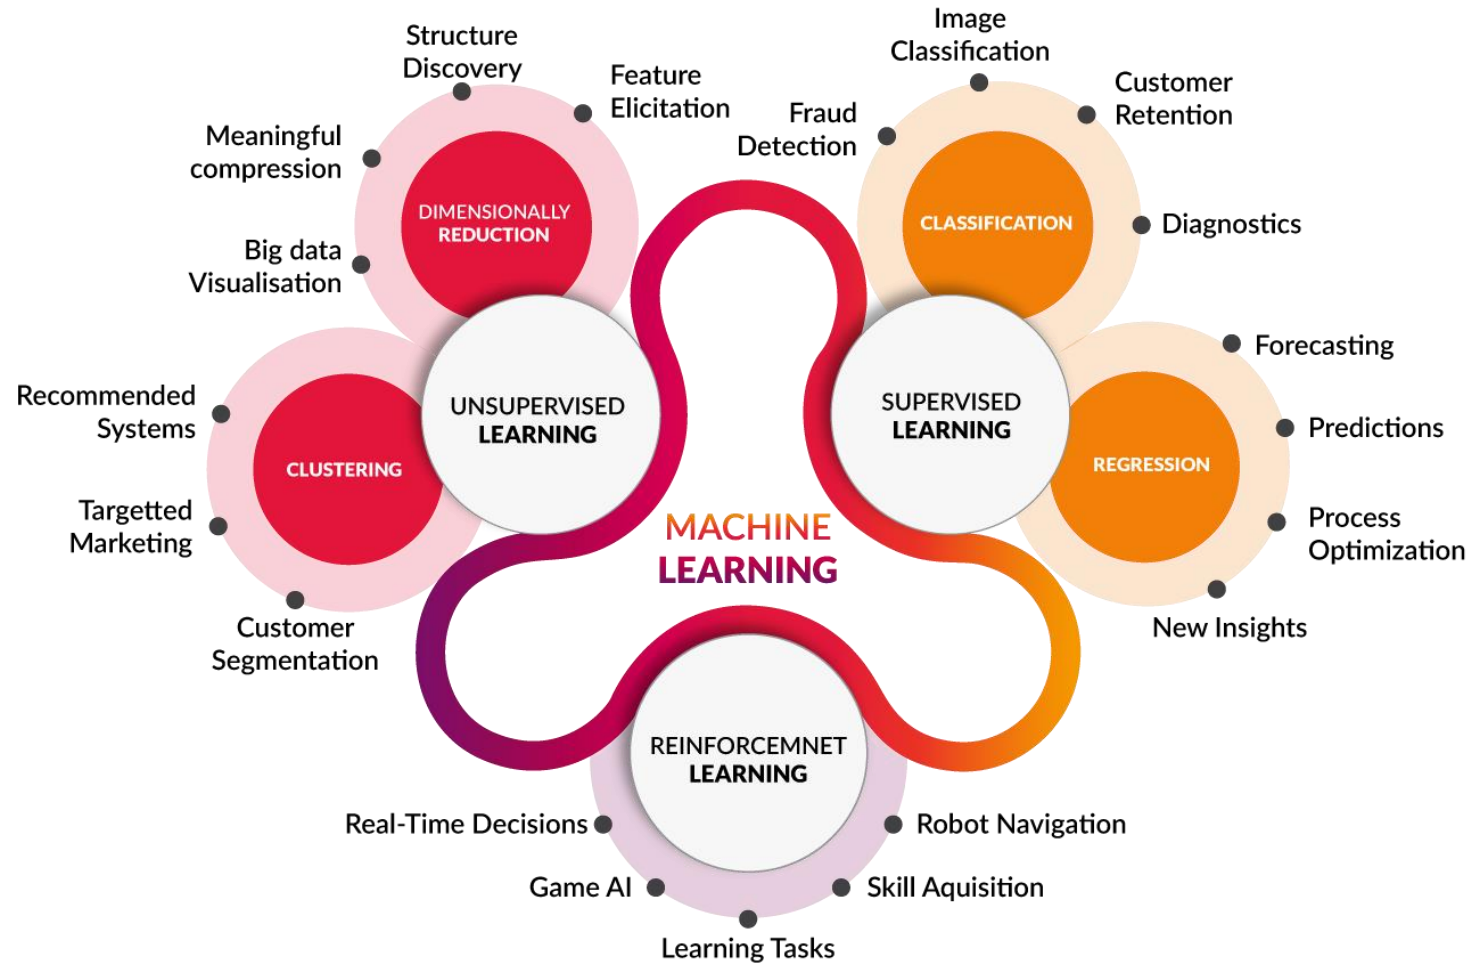 Structure
Discovery
Feature
Elicitation
Meaningful
compression
Big data
Visualisation
DIMENSIONALLY
REDUCTION
Recommended
Systems
Targetted
Marketing
Customer
Segmentation
CLUSTERING
UNSUPERVISED
LEARNING
Image
Classification
Fraud
Detection
Customer
Retention
Diagnostics
CLASSIFICATION
SUPERVISED
LEARNING
Forecasting
Predictions
Process
Optimization
New Insights
REGRESSION
MACHINE
LEARNING
REINFORCEMNET
LEARNING
Real-Time Decisions
Game AI
Learning Tasks
Skill Aquisition
Robot Navigation